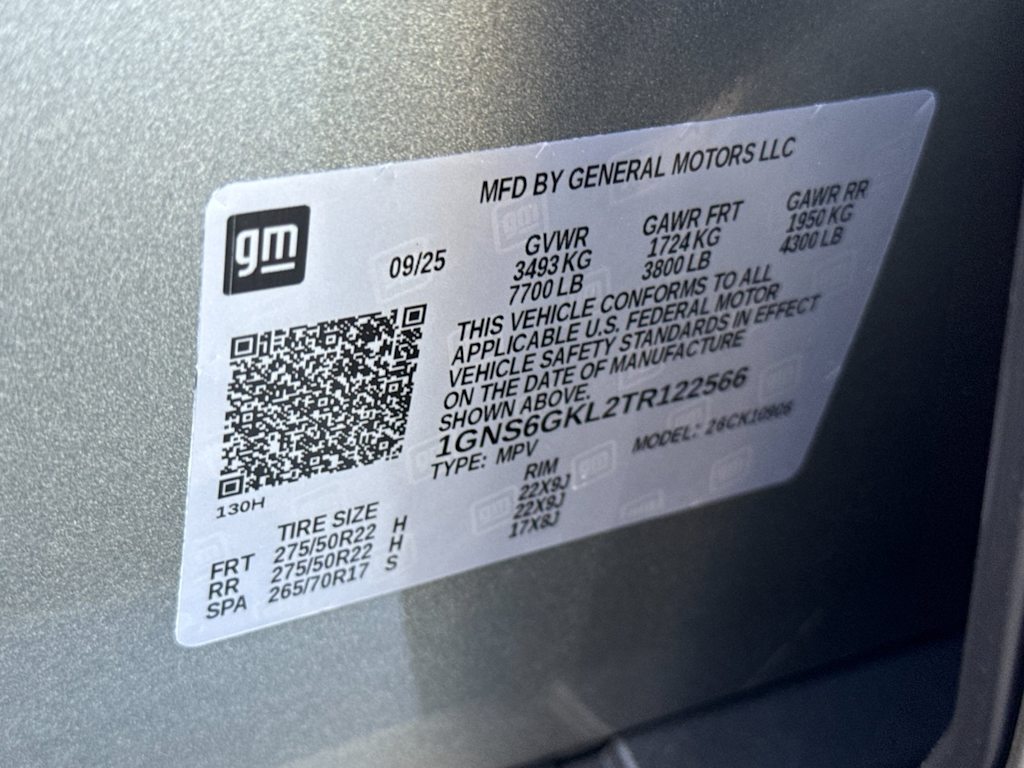 MFD BY GENERAL MOTORS LLC
gm
09/25
GVWR GAWR FRT GAWR RR
3493 KG 1724 KG 1950 KG
7700 LB 3800 LB 4300 LB
THIS VEHICLE CONFORMS TO ALL
APPLICABLE U.S. FEDERAL MOTOR
VEHICLE SAFETY STANDARDS IN EFFECT
ON THE DATE OF MANUFACTURE
SHOWN ABOVE.
1GNS6GKL2TR122566
TYPE: MPV MODEL: 26CK10906
130H
TIRE SIZE RIM
FRT 275/50R22 H 22X9J
RR 275/50R22 H 22X9J
SPA 265/70R17 S 17X8J